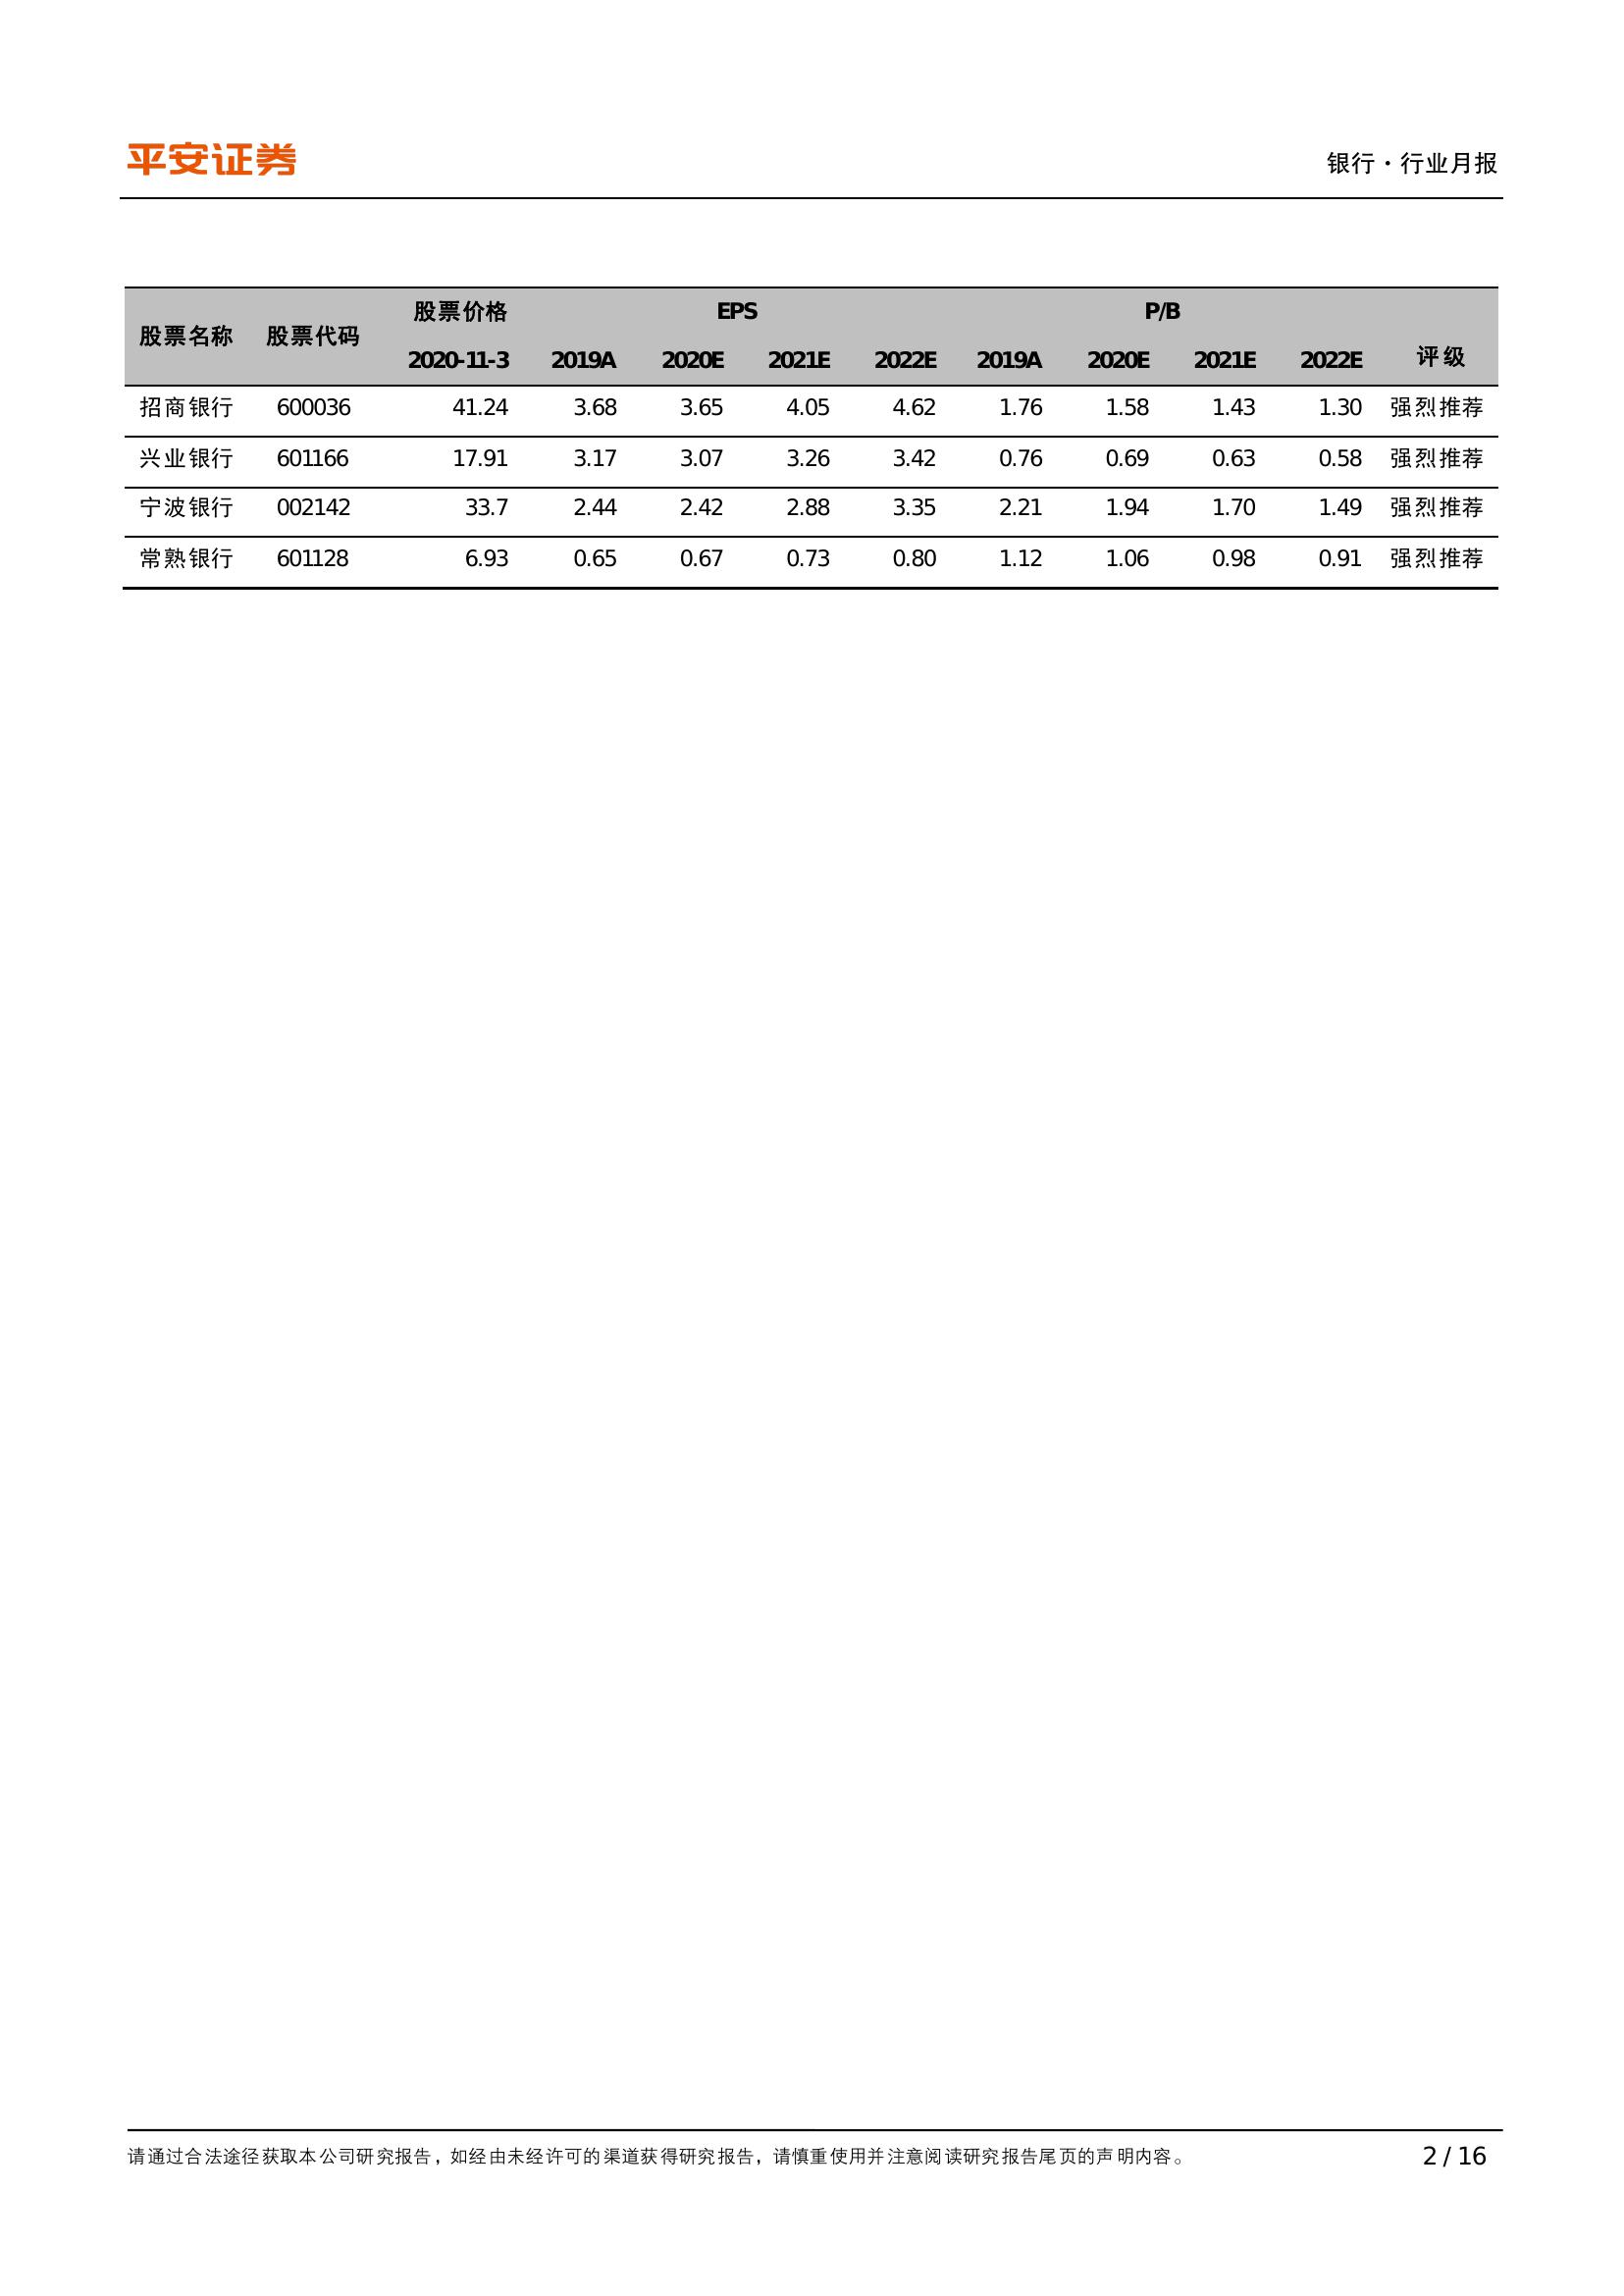 平安证券
银行·行业月报
股票名称 股票代码 股票价格 EPS P/B 评级
2020-11-3 2019A 2020E 2021E 2022E 2019A 2020E 2021E 2022E
招商银行 600036 41.24 3.68 3.65 4.05 4.62 1.76 1.58 1.43 1.30 强烈推荐
兴业银行 601166 17.91 3.17 3.07 3.26 3.42 0.76 0.69 0.63 0.58 强烈推荐
宁波银行 002142 33.7 2.44 2.42 2.88 3.35 2.21 1.94 1.70 1.49 强烈推荐
常熟银行 601128 6.93 0.65 0.67 0.73 0.80 1.12 1.06 0.98 0.91 强烈推荐
请通过合法途径获取本公司研究报告，如经由未经许可的渠道获得研究报告，请慎重使用并注意阅读研究报告尾页的声明内容。 2 / 16